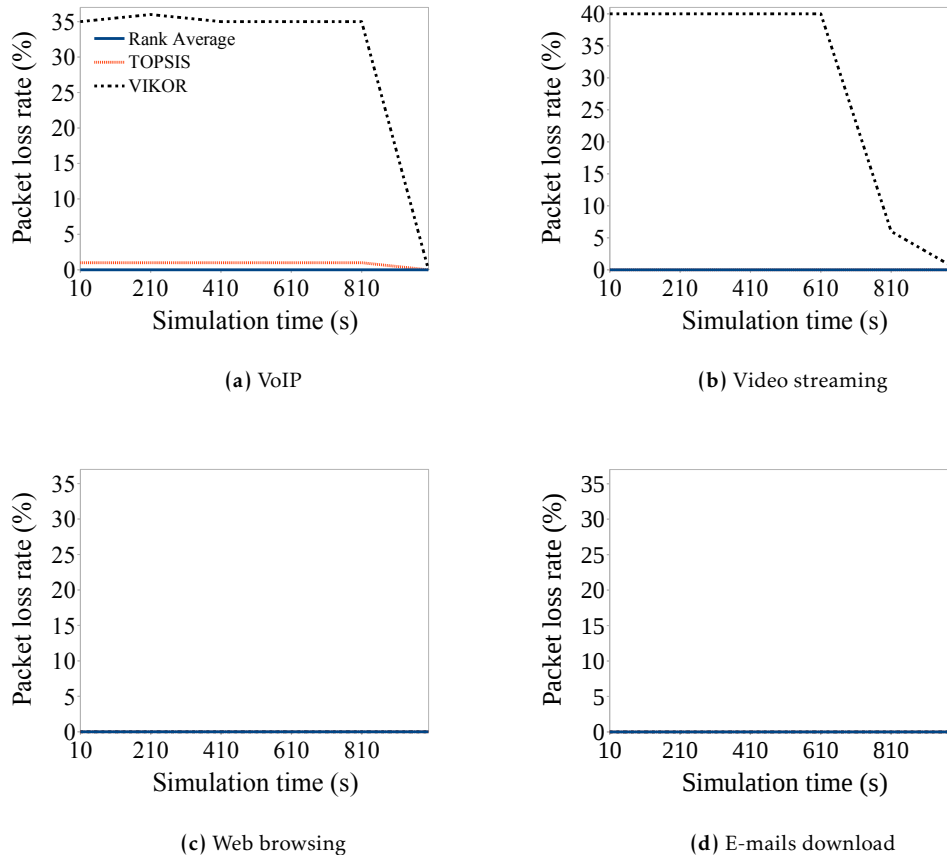 35
30
25
20
15
10
5
0
Packet loss rate (%)
Rank Average
TOPSIS
VIKOR
10 210 410 610 810
Simulation time (s)
(a) VoIP
40
35
30
25
20
15
10
5
0
Packet loss rate (%)
10 210 410 610 810
Simulation time (s)
(b) Video streaming
35
30
25
20
15
10
5
0
Packet loss rate (%)
10 210 410 610 810
Simulation time (s)
(c) Web browsing
35
30
25
20
15
10
5
0
Packet loss rate (%)
10 210 410 610 810
Simulation time (s)
(d) E-mails download